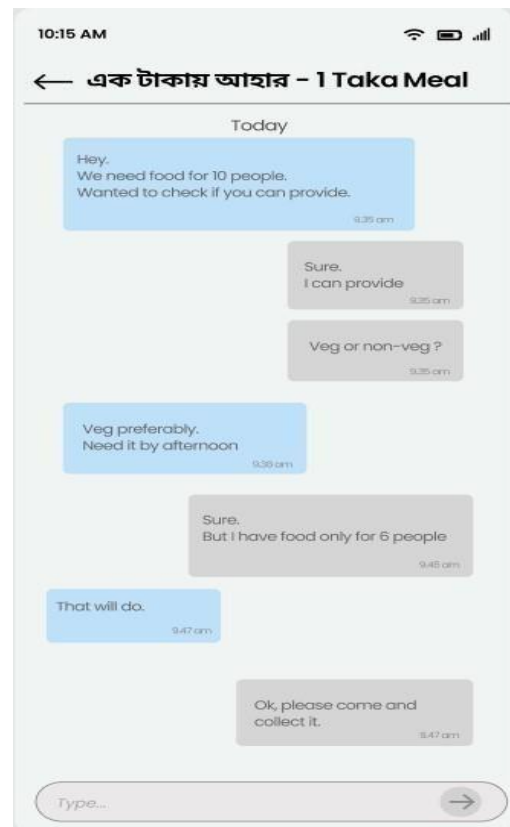 10:15 AM
← এক টাকায় আহার - 1 Taka Meal
Today
Hey.
We need food for 10 people.
Wanted to check if you can provide.
9.35 am
Sure.
I can provide
9.35 am
Veg or non-veg ?
9.35 am
Veg preferably.
Need it by afternoon
9.38 am
Sure.
But I have food only for 6 people
9.45 am
That will do.
9.47 am
Ok, please come and
collect it.
9.47 am
Type...